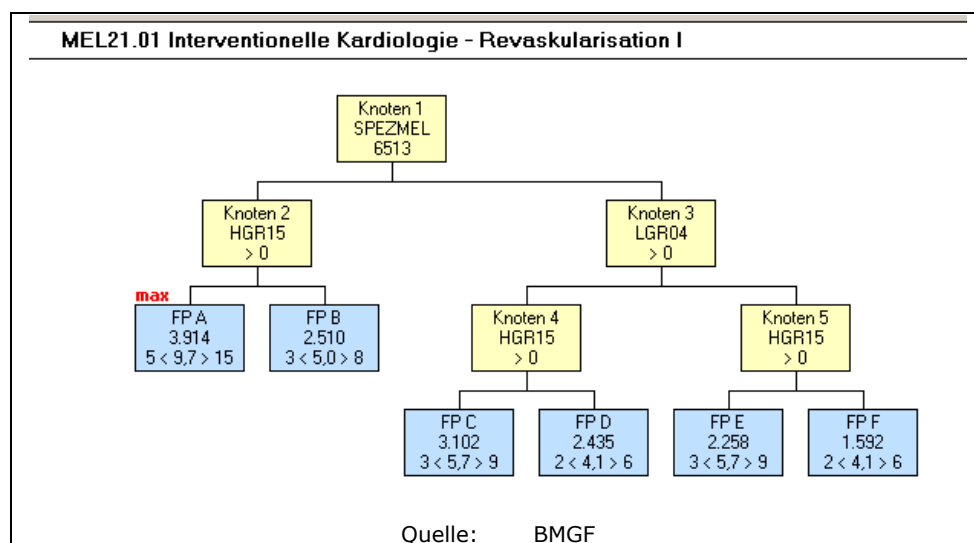 MEL21.01 Interventionelle Kardiologie - Revaskularisation I
Knoten 1
SPEZMEL
6513
Knoten 2
HGR15
> 0
Knoten 3
LGR04
> 0
max
FP A
3.914
5 < 9,7 > 15
FP B
2.510
3 < 5,0 > 8
Knoten 4
HGR15
> 0
Knoten 5
HGR15
> 0
FP C
3.102
3 < 5,7 > 9
FP D
2.435
2 < 4,1 > 6
FP E
2.258
3 < 5,7 > 9
FP F
1.592
2 < 4,1 > 6
Quelle: BMGF